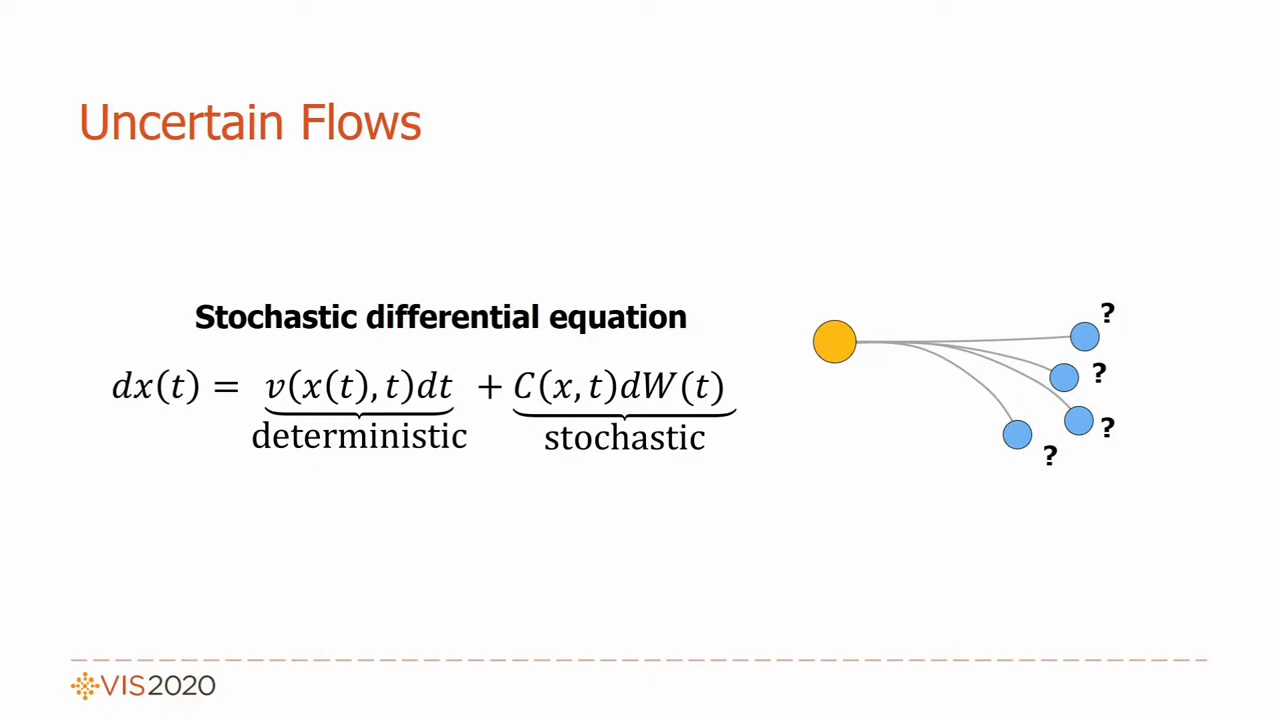 Uncertain Flows
Stochastic differential equation
dx(t) = v(x(t), t)dt + C(x, t)dW(t)
deterministic
stochastic
?
?
?
?
VIS2020